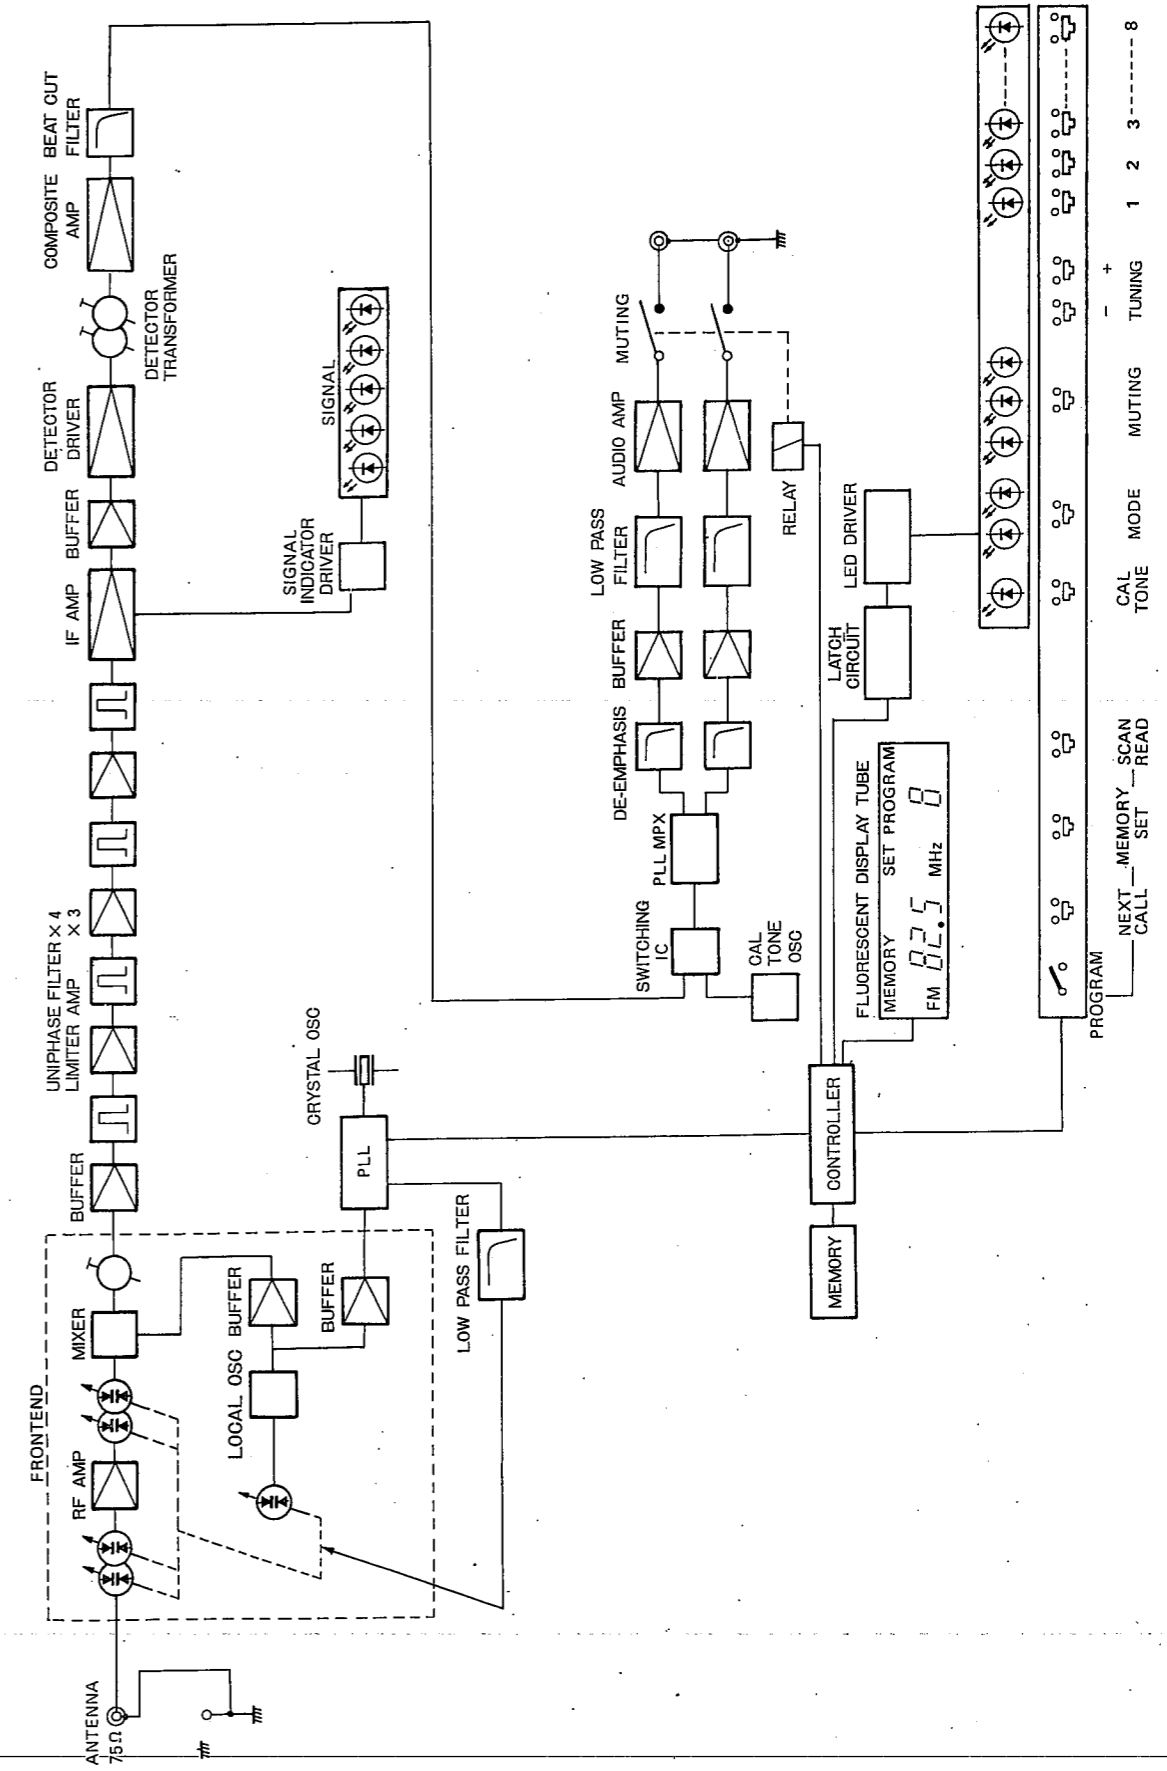 ANTENNA
75Ω
FRONTEND
RF AMP
MIXER
LOCAL OSC
BUFFER
BUFFER
LOW PASS FILTER
BUFFER
UNIPHASE FILTER × 4
LIMITER AMP × 3
IF AMP
BUFFER
DETECTOR
DRIVER
DETECTOR
TRANSFORMER
COMPOSITE
AMP
BEAT CUT
FILTER
SIGNAL
INDICATOR
DRIVER
SIGNAL
CRYSTAL OSC
PLL
SWITCHING
IC
CAL
TONE
OSC
PLL MPX
DE-EMPHASIS
BUFFER
LOW PASS
FILTER
AUDIO AMP
MUTING
RELAY
MEMORY
CONTROLLER
FLUORESCENT DISPLAY TUBE
MEMORY SET PROGRAM
FM 82.5 MHz 8
LATCH
CIRCUIT
LED DRIVER
PROGRAM
NEXT
CALL
MEMORY
SET
SCAN
READ
CAL
TONE
MODE
MUTING
− +
TUNING
1 2 3 -------- 8